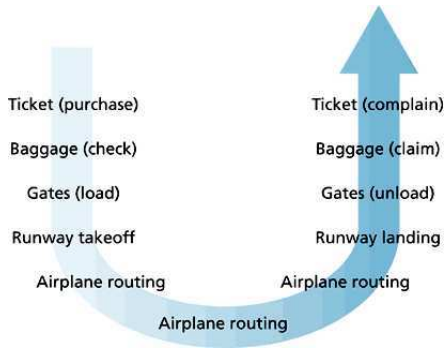 Ticket (purchase)
Baggage (check)
Gates (load)
Runway takeoff
Airplane routing
Airplane routing
Airplane routing
Runway landing
Gates (unload)
Baggage (claim)
Ticket (complain)